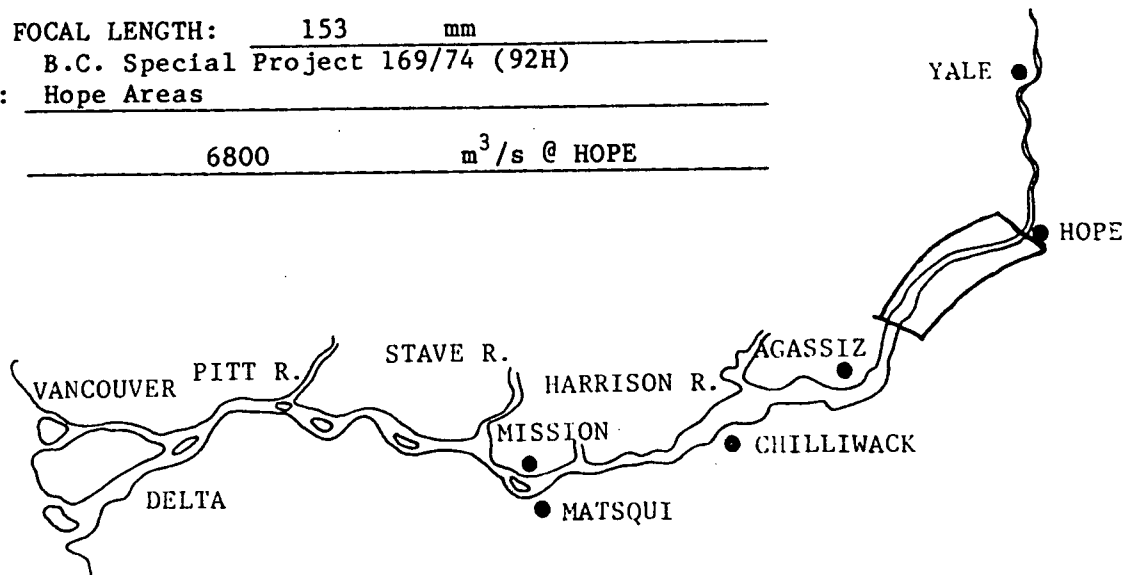 FOCAL LENGTH: 153 mm
B.C. Special Project 169/74 (92H)
: Hope Areas
6800 m³/s @ HOPE
YALE
HOPE
AGASSIZ
STAVE R.
PITT R.
HARRISON R.
VANCOUVER
MISSION
CHILLIWACK
DELTA
MATSQUI